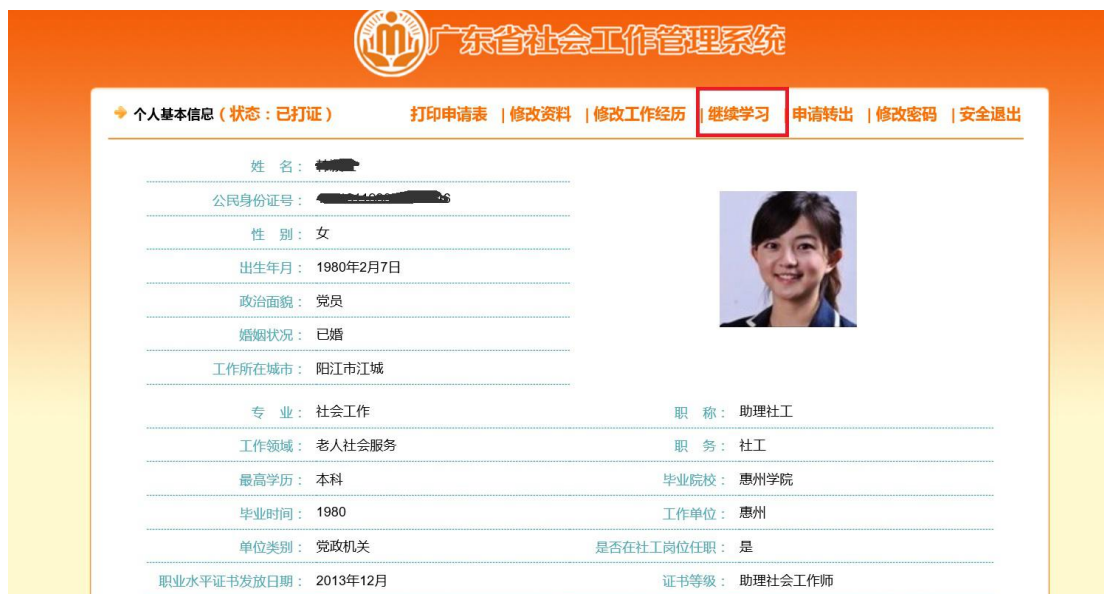 广东省社会工作管理系统
个人基本信息（状态：已打证） 打印申请表 | 修改资料 | 修改工作经历 | 继续学习 | 申请转出 | 修改密码 | 安全退出
姓 名：
公民身份证号：
性 别： 女
出生年月： 1980年2月7日
政治面貌： 党员
婚姻状况： 已婚
工作所在城市： 阳江市江城
专 业： 社会工作 职 称： 助理社工
工作领域： 老人社会服务 职 务： 社工
最高学历： 本科 毕业院校： 惠州学院
毕业时间： 1980 工作单位： 惠州
单位类别： 党政机关 是否在社工岗位任职： 是
职业水平证书发放日期： 2013年12月 证书等级： 助理社会工作师